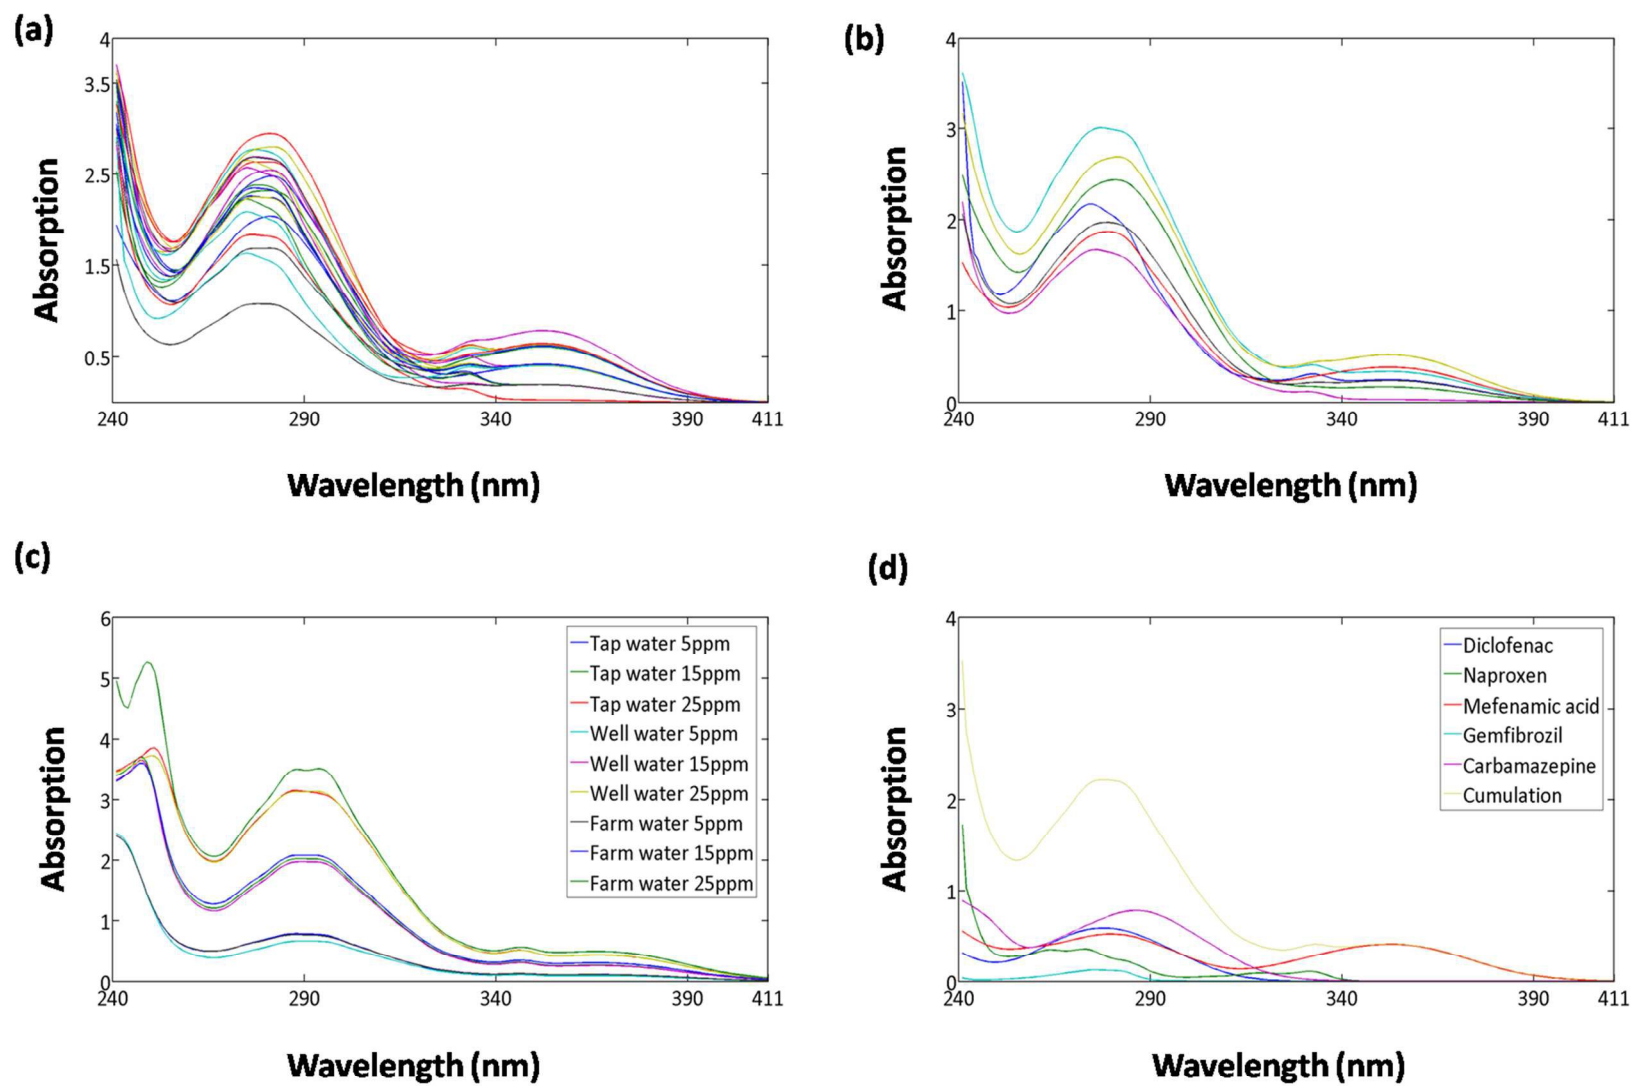 (a)
4
3.5
2.5
1.5
0.5
240
290
340
390
411
Absorption
Wavelength (nm)
(b)
4
3
2
1
0
240
290
340
390
411
Absorption
Wavelength (nm)
(c)
6
5
4
3
2
1
0
240
290
340
390
411
Absorption
Wavelength (nm)
Tap water 5ppm
Tap water 15ppm
Tap water 25ppm
Well water 5ppm
Well water 15ppm
Well water 25ppm
Farm water 5ppm
Farm water 15ppm
Farm water 25ppm
(d)
4
3
2
1
0
240
290
340
390
411
Absorption
Wavelength (nm)
Diclofenac
Naproxen
Mefenamic acid
Gemfibrozil
Carbamazepine
Cumulation